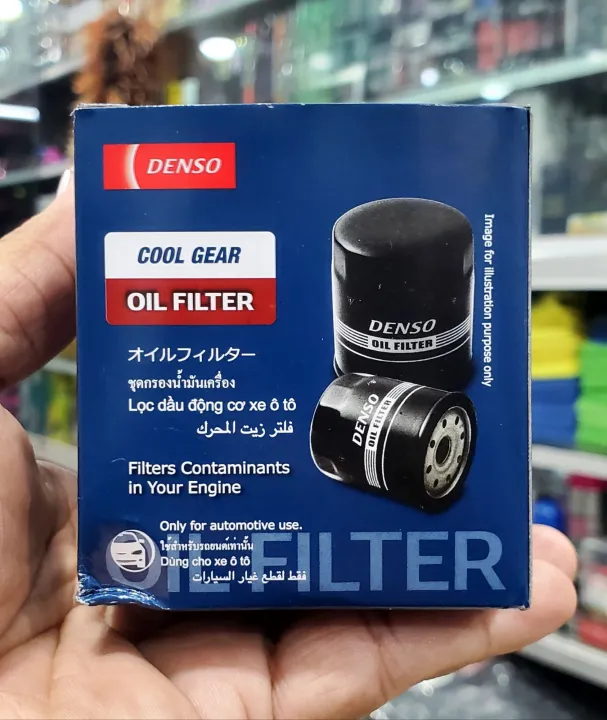 DENSO
COOL GEAR
OIL FILTER
オイルフィルター
ชุดกรองน้ำมันเครื่อง
Lọc dầu động cơ xe ô tô
فلتر زيت المحرك
Filters Contaminants
in Your Engine
Only for automotive use.
ใช้สำหรับรถยนต์เท่านั้น
Dùng cho xe ô tô
فقط لقطع غيار السيارات
OIL FILTER
DENSO
OIL FILTER
DENSO
OIL FILTER
Image for illustration purpose only